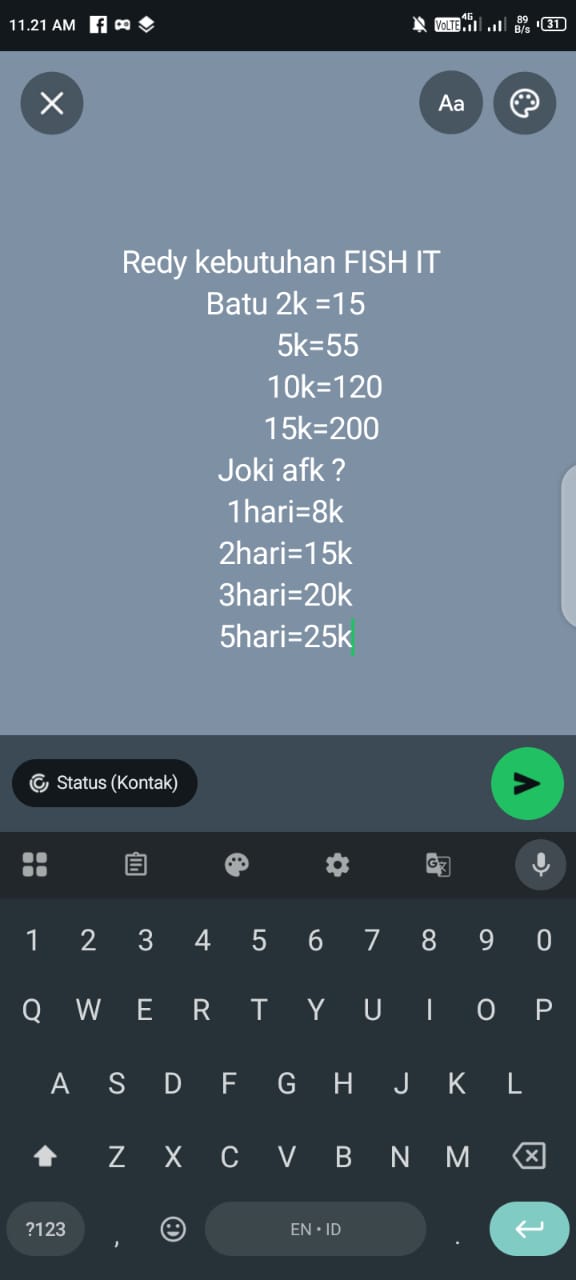 11.21 AM
VoLTE 4G 89 B/s 31
Aa
Redy kebutuhan FISH IT
Batu 2k =15
5k=55
10k=120
15k=200
Joki afk ?
1hari=8k
2hari=15k
3hari=20k
5hari=25k
Status (Kontak)
1 2 3 4 5 6 7 8 9 0
Q W E R T Y U I O P
A S D F G H J K L
Z X C V B N M
?123 , EN • ID .